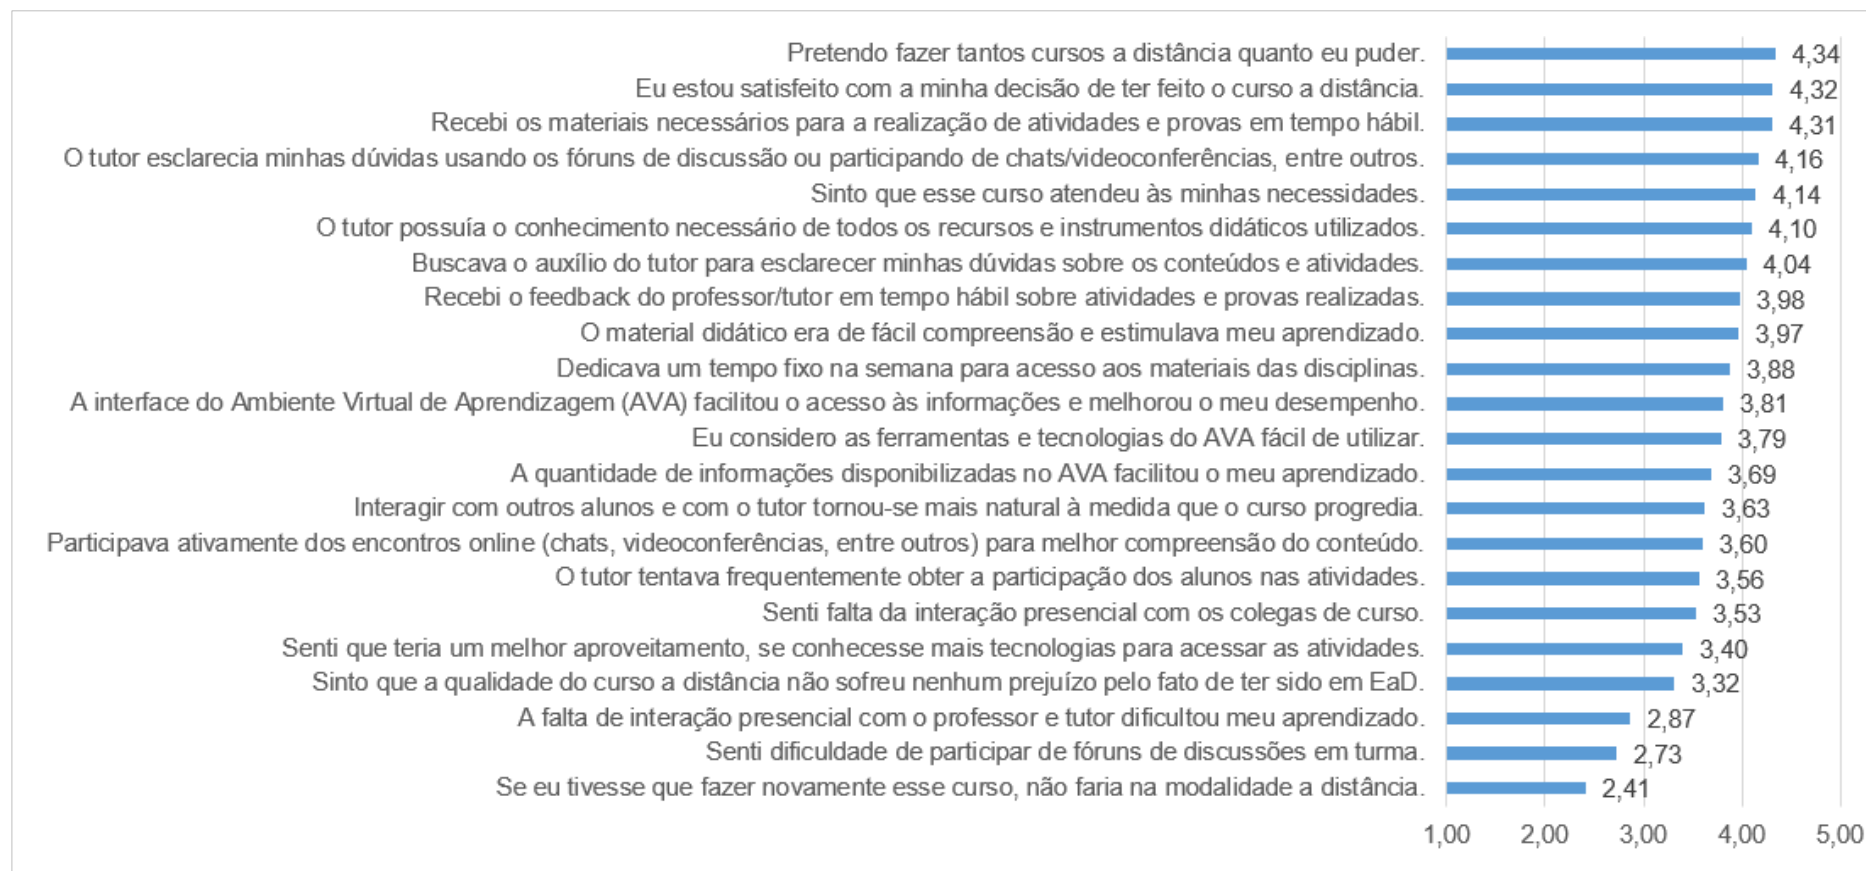 Pretendo fazer tantos cursos a distância quanto eu puder. 4,34
Eu estou satisfeito com a minha decisão de ter feito o curso a distância. 4,32
Recebi os materiais necessários para a realização de atividades e provas em tempo hábil. 4,31
O tutor esclarecia minhas dúvidas usando os fóruns de discussão ou participando de chats/videoconferências, entre outros. 4,16
Sinto que esse curso atendeu às minhas necessidades. 4,14
O tutor possuía o conhecimento necessário de todos os recursos e instrumentos didáticos utilizados. 4,10
Buscava o auxílio do tutor para esclarecer minhas dúvidas sobre os conteúdos e atividades. 4,04
Recebi o feedback do professor/tutor em tempo hábil sobre atividades e provas realizadas. 3,98
O material didático era de fácil compreensão e estimulava meu aprendizado. 3,97
Dedicava um tempo fixo na semana para acesso aos materiais das disciplinas. 3,88
A interface do Ambiente Virtual de Aprendizagem (AVA) facilitou o acesso às informações e melhorou o meu desempenho. 3,81
Eu considero as ferramentas e tecnologias do AVA fácil de utilizar. 3,79
A quantidade de informações disponibilizadas no AVA facilitou o meu aprendizado. 3,69
Interagir com outros alunos e com o tutor tornou-se mais natural à medida que o curso progredia. 3,63
Participava ativamente dos encontros online (chats, videoconferências, entre outros) para melhor compreensão do conteúdo. 3,60
O tutor tentava frequentemente obter a participação dos alunos nas atividades. 3,56
Senti falta da interação presencial com os colegas de curso. 3,53
Senti que teria um melhor aproveitamento, se conhecesse mais tecnologias para acessar as atividades. 3,40
Sinto que a qualidade do curso a distância não sofreu nenhum prejuízo pelo fato de ter sido em EaD. 3,32
A falta de interação presencial com o professor e tutor dificultou meu aprendizado. 2,87
Senti dificuldade de participar de fóruns de discussões em turma. 2,73
Se eu tivesse que fazer novamente esse curso, não faria na modalidade a distância. 2,41
1,00 2,00 3,00 4,00 5,00